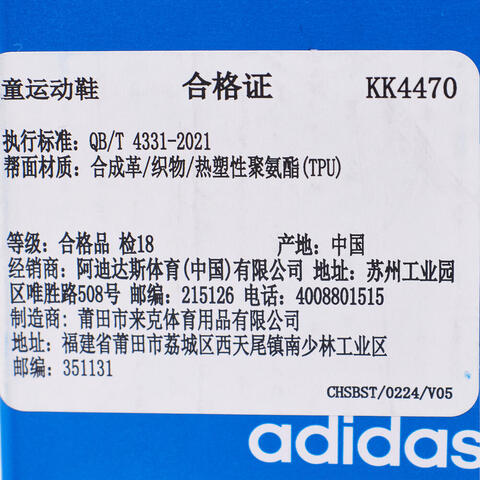 童运动鞋 合格证 KK4470
执行标准: QB/T 4331-2021
帮面材质: 合成革/织物/热塑性聚氨酯(TPU)
等级: 合格品 检18 产地: 中国
经销商: 阿迪达斯体育(中国)有限公司 地址: 苏州工业园
区唯胜路508号 邮编: 215126 电话: 4008801515
制造商: 莆田市来克体育用品有限公司
地址: 福建省莆田市荔城区西天尾镇南少林工业区
邮编: 351131
CHSBST/0224/V05
adidas